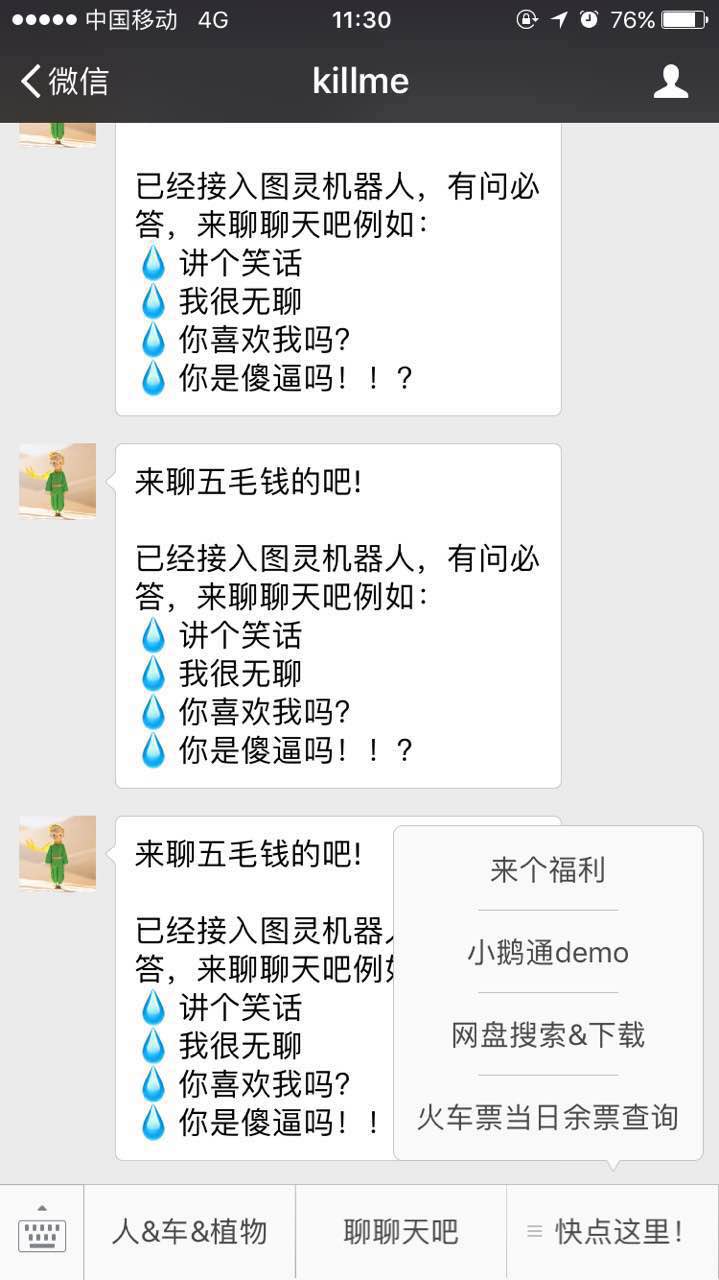 中国移动 4G 11:30 76%
微信 killme
已经接入图灵机器人，有问必
答，来聊聊天吧例如：
💧 讲个笑话
💧 我很无聊
💧 你喜欢我吗？
💧 你是傻逼吗！！？
来聊五毛钱的吧!
已经接入图灵机器人，有问必
答，来聊聊天吧例如：
💧 讲个笑话
💧 我很无聊
💧 你喜欢我吗？
💧 你是傻逼吗！！？
来聊五毛钱的吧!
已经接入图灵机器
答，来聊聊天吧例
💧 讲个笑话
💧 我很无聊
💧 你喜欢我吗？
💧 你是傻逼吗！！
来个福利
小鹅通demo
网盘搜索&下载
火车票当日余票查询
人&车&植物
聊聊天吧
快点这里！